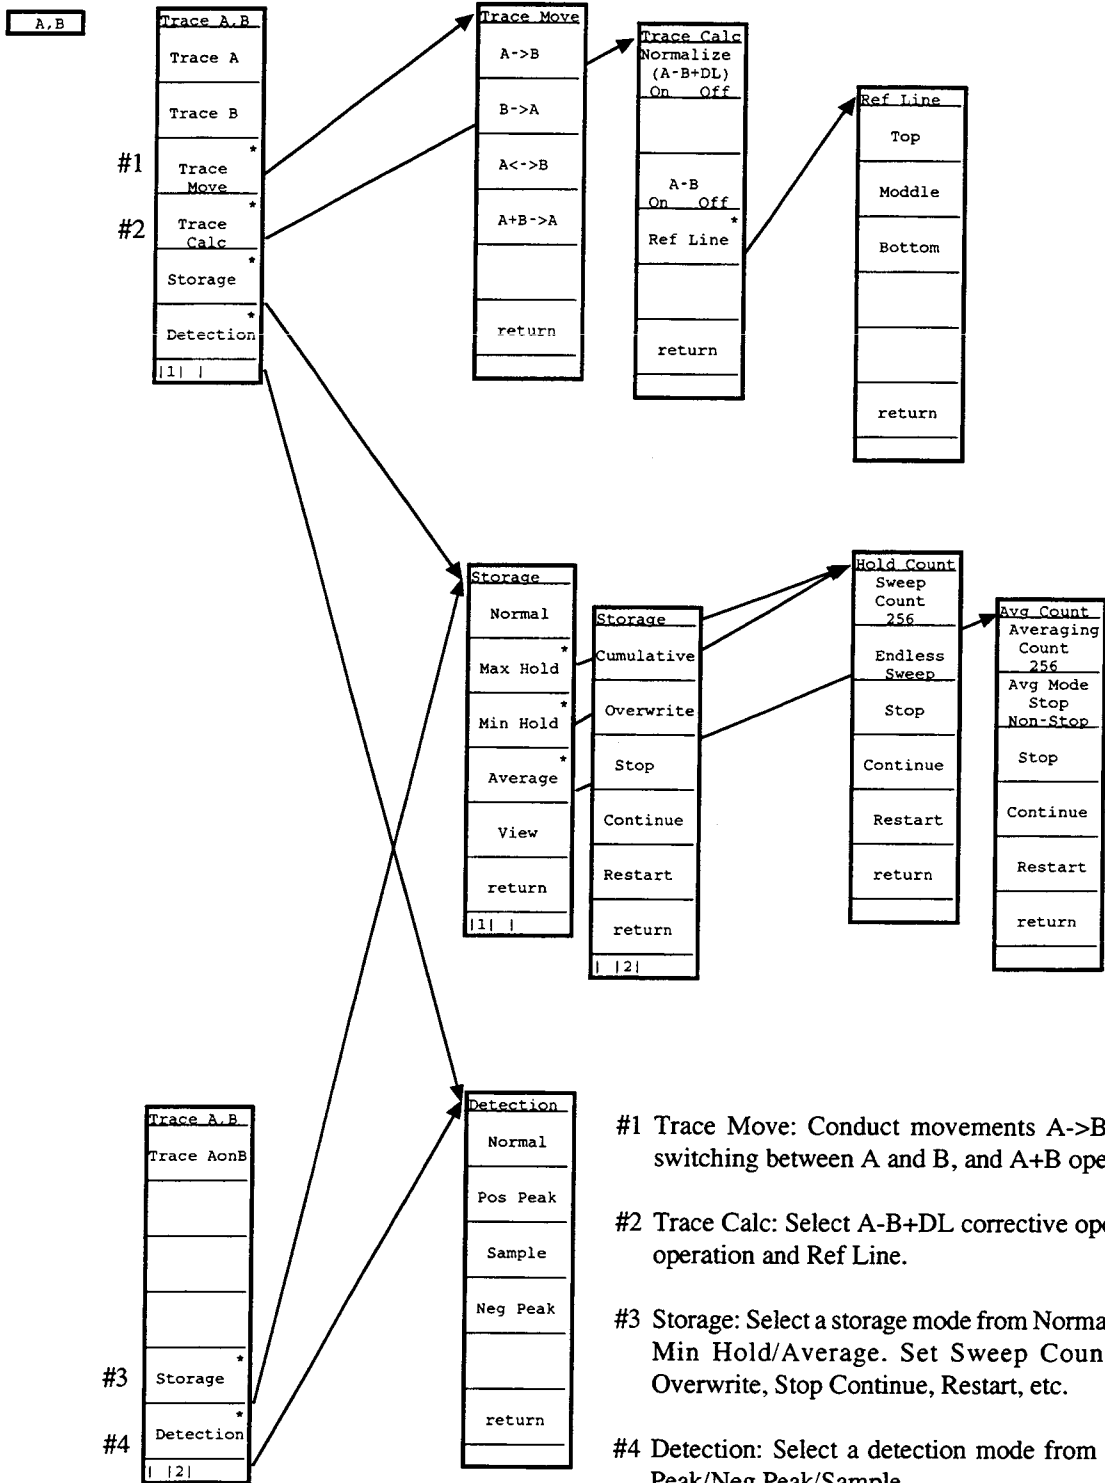 A,B
Trace A,B
Trace A
Trace B
*
#1
Trace
Move
*
#2
Trace
Calc
*
Storage
*
Detection
|1| |
Trace Move
A->B
B->A
A<->B
A+B->A
return
Trace Calc
Normalize
(A-B+DL)
On Off
A-B
On Off
*
Ref Line
return
Ref Line
Top
Moddle
Bottom
return
Storage
Normal
*
Max Hold
*
Min Hold
*
Average
View
return
|1| |
Storage
Cumulative
Overwrite
Stop
Continue
Restart
return
| |2|
Hold Count
Sweep
Count
256
Endless
Sweep
Stop
Continue
Restart
return
Avg Count
Averaging
Count
256
Avg Mode
Stop
Non-Stop
Stop
Continue
Restart
return
Trace A,B
Trace AonB
*
#3
Storage
*
#4
Detection
| |2|
Detection
Normal
Pos Peak
Sample
Neg Peak
return
#1 Trace Move: Conduct movements A->B
switching between A and B, and A+B ope
#2 Trace Calc: Select A-B+DL corrective op
operation and Ref Line.
#3 Storage: Select a storage mode from Norma
Min Hold/Average. Set Sweep Coun
Overwrite, Stop Continue, Restart, etc.
#4 Detection: Select a detection mode from
Peak/Neg Peak/Sample